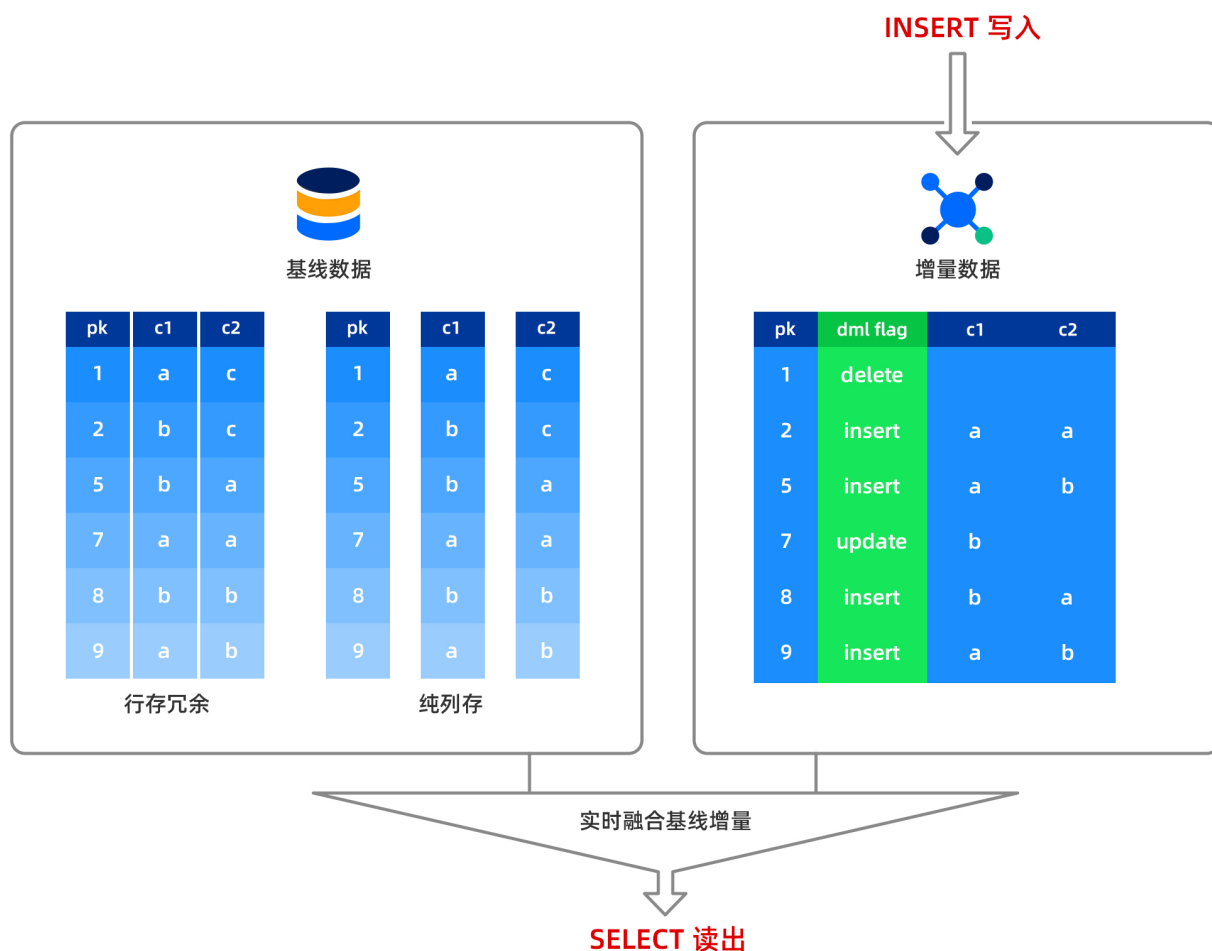 INSERT 写入
基线数据
增量数据
pk c1 c2
1 a c
2 b c
5 b a
7 a a
8 b b
9 a b
行存冗余
pk c1 c2
1 a c
2 b c
5 b a
7 a a
8 b b
9 a b
纯列存
pk dml flag c1 c2
1 delete
2 insert a a
5 insert a b
7 update b
8 insert b a
9 insert a b
实时融合基线增量
SELECT 读出